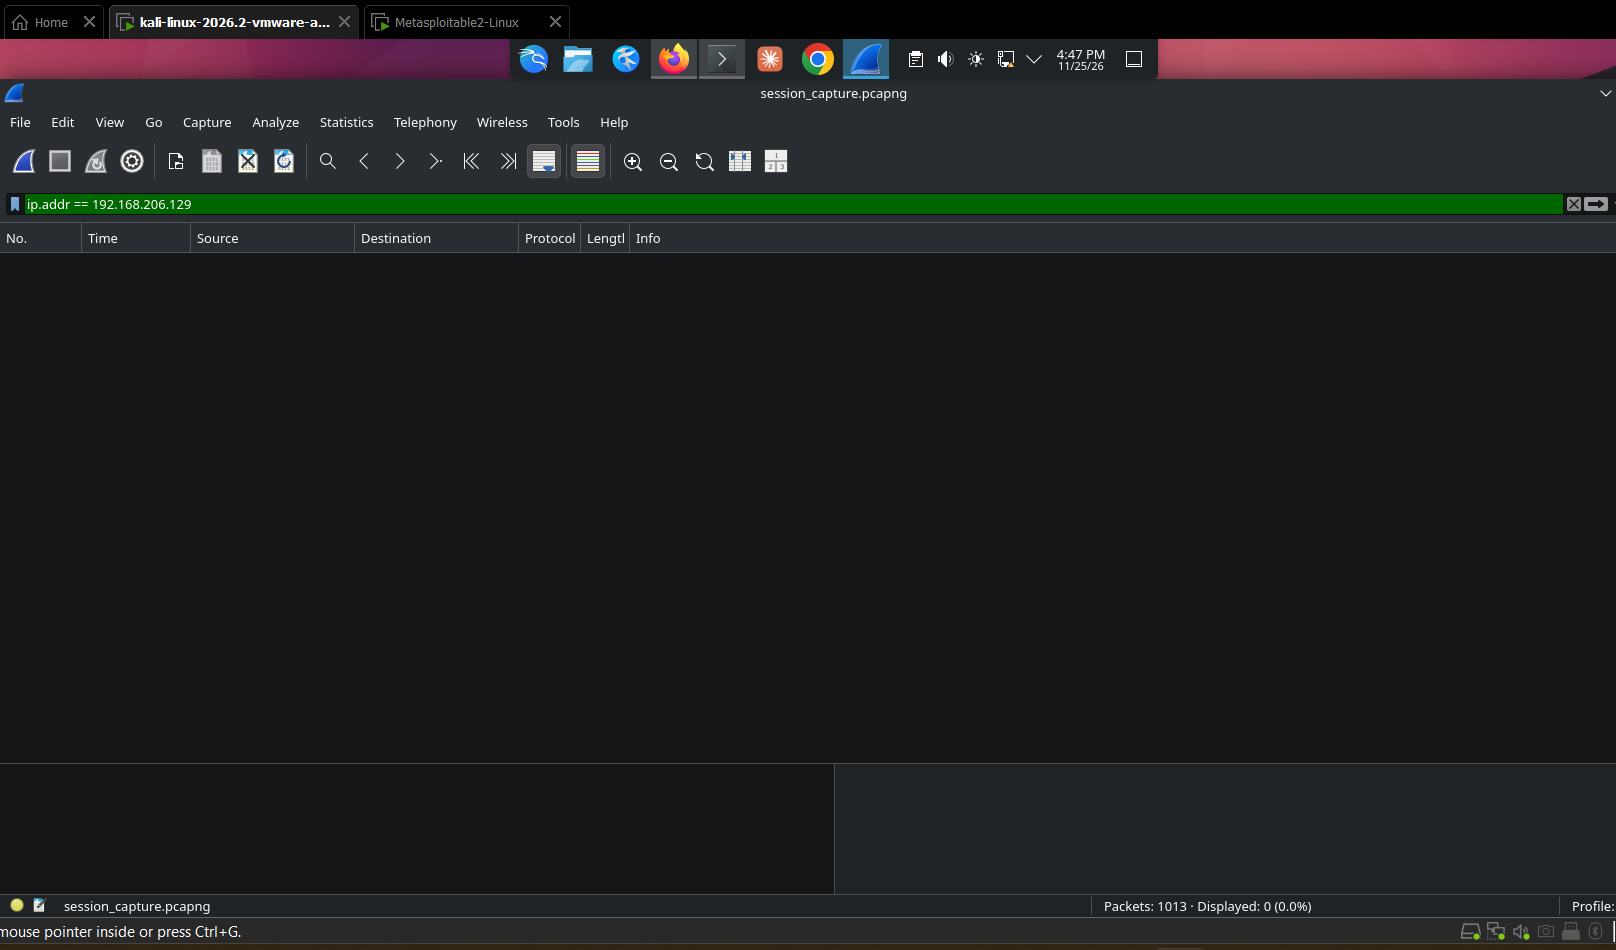 Home
kali-linux-2026.2-vmware-a...
Metasploitable2-Linux
4:47 PM
11/25/26
session_capture.pcapng
File Edit View Go Capture Analyze Statistics Telephony Wireless Tools Help
ip.addr == 192.168.206.129
No. Time Source Destination Protocol Lengtl Info
session_capture.pcapng
Packets: 1013 · Displayed: 0 (0.0%)
Profile:
mouse pointer inside or press Ctrl+G.